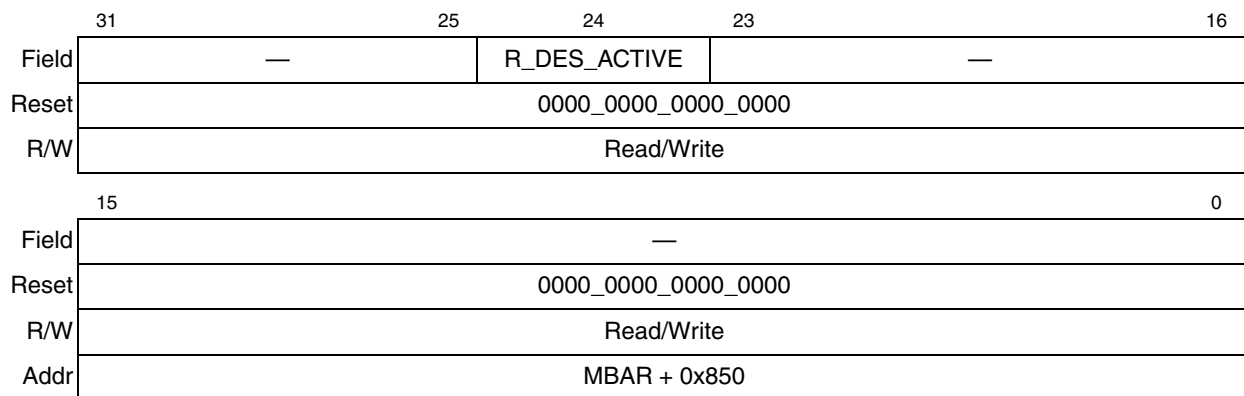 31 25 24 23 16
Field — R_DES_ACTIVE —
Reset 0000_0000_0000_0000
R/W Read/Write
15 0
Field —
Reset 0000_0000_0000_0000
R/W Read/Write
Addr MBAR + 0x850